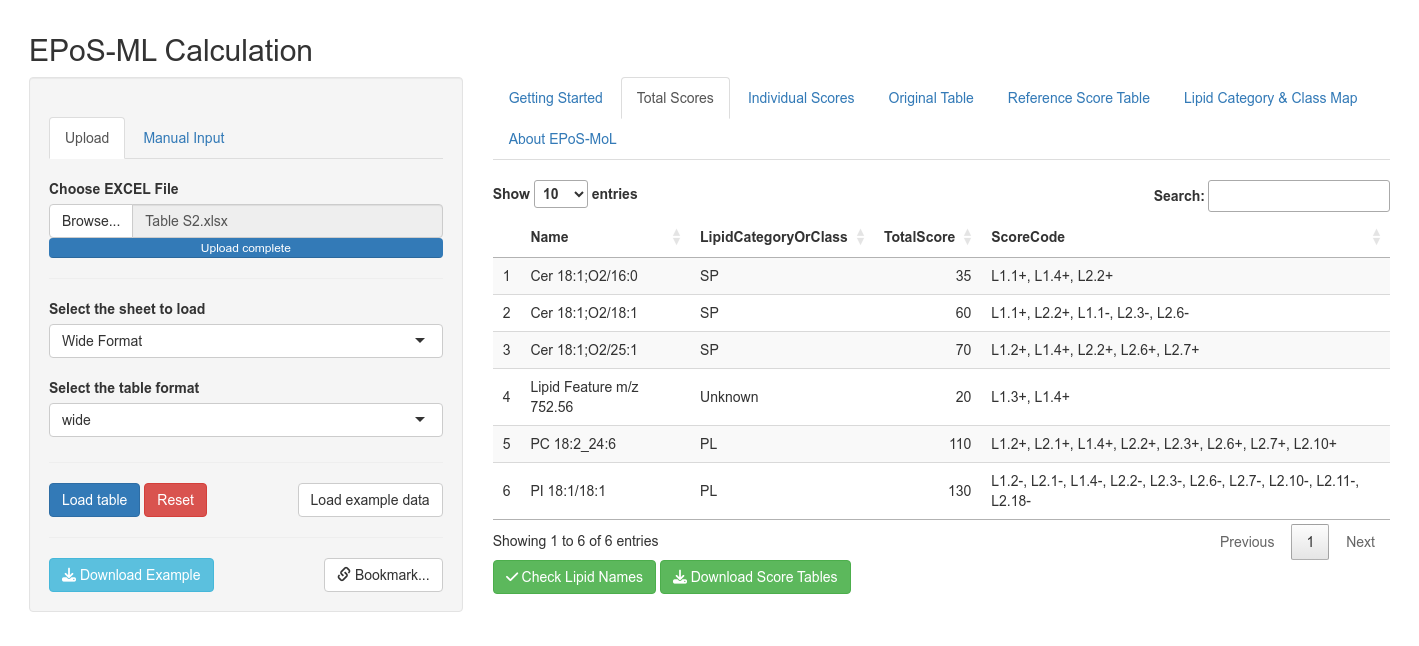 EPoS-ML Calculation
Upload
Manual Input
Choose EXCEL File
Browse...
Table S2.xlsx
Upload complete
Select the sheet to load
Wide Format
Select the table format
wide
Load table
Reset
Load example data
Download Example
Bookmark...
Getting Started
Total Scores
Individual Scores
Original Table
Reference Score Table
Lipid Category & Class Map
About EPoS-MoL
Show 10 entries
Search:
Name LipidCategoryOrClass TotalScore ScoreCode
1 Cer 18:1;O2/16:0 SP 35 L1.1+, L1.4+, L2.2+
2 Cer 18:1;O2/18:1 SP 60 L1.1+, L2.2+, L1.1-, L2.3-, L2.6-
3 Cer 18:1;O2/25:1 SP 70 L1.2+, L1.4+, L2.2+, L2.6+, L2.7+
4 Lipid Feature m/z
752.56 Unknown 20 L1.3+, L1.4+
5 PC 18:2_24:6 PL 110 L1.2+, L2.1+, L1.4+, L2.2+, L2.3+, L2.6+, L2.7+, L2.10+
6 PI 18:1/18:1 PL 130 L1.2-, L2.1-, L1.4-, L2.2-, L2.3-, L2.6-, L2.7-, L2.10-, L2.11-,
L2.18-
Showing 1 to 6 of 6 entries
Previous 1 Next
Check Lipid Names
Download Score Tables